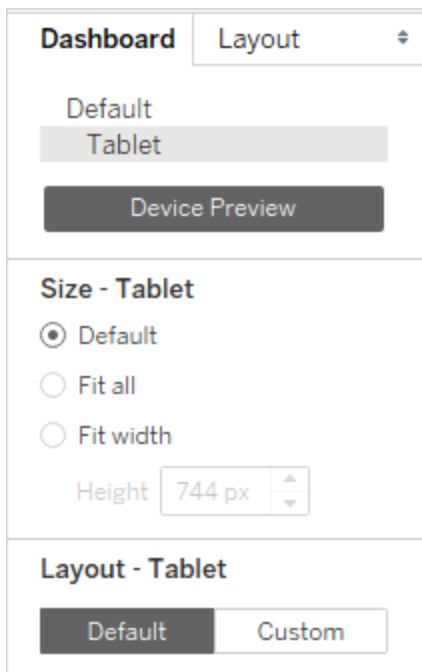 Dashboard Layout
Default
Tablet
Device Preview
Size - Tablet
Default
Fit all
Fit width
Height 744 px
Layout - Tablet
Default Custom